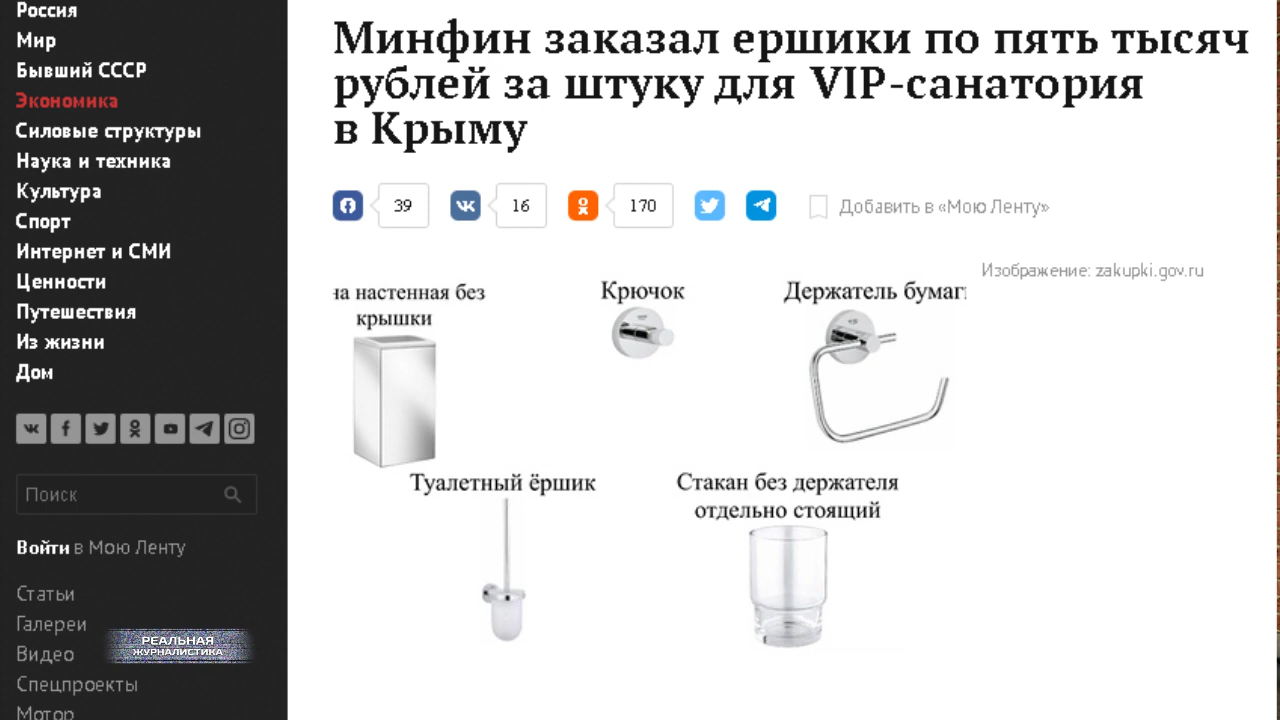 Россия
Мир
Бывший СССР
Экономика
Силовые структуры
Наука и техника
Культура
Спорт
Интернет и СМИ
Ценности
Путешествия
Из жизни
Дом
Поиск
Войти в Мою Ленту
Статьи
Галереи
Видео
Спецпроекты
Мотор
РЕАЛЬНАЯ
ЖУРНАЛИСТИКА
Минфин заказал ершики по пять тысяч
рублей за штуку для VIP-санатория
в Крыму
39
16
170
Добавить в «Мою Ленту»
Изображение: zakupki.gov.ru
на настенная без
крышки
Крючок
Держатель бумаги
Туалетный ёршик
Стакан без держателя
отдельно стоящий